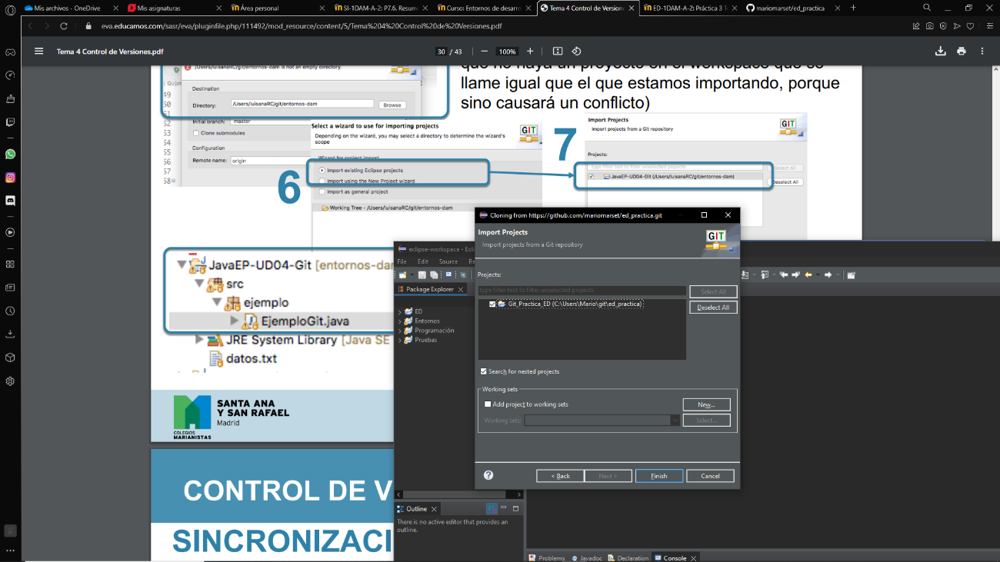 Mis archivos - OneDrive
Mis asignaturas
Área personal
SI-1DAM-A-2: P7.6. Resum
Curso: Entornos de desarro
Tema 4 Control de Version
ED-1DAM-A-2: Práctica 3 T
mariomarset/ed_practica
eva.educamos.com/sasr/eva/pluginfile.php/111492/mod_resource/content/5/Tema%204%20Control%20de%20Versiones.pdf
Tema 4 Control de Versiones.pdf
30 / 43
100%
/Users/luisanaRC/git/entornos-dam is not an empty directory.
llame igual que el que estamos importando, porque
sino causará un conflicto)
Destination
Directory:
/Users/luisanaRC/git/entornos-dam
Browse
Initial branch:
master
Clone submodules
Configuration
Remote name:
origin
49
50
51
52
53
54
55
56
57
58
6
Select a wizard to use for importing projects
Depending on the wizard, you may select a directory to determine the wizard's
scope
GIT
Wizard for project import
Import existing Eclipse projects
Import using the New Project wizard
Import as general project
Working Tree - /Users/luisanaRC/git/entornos-dam
7
Import Projects
Import projects from a Git repository
GIT
Projects:
type filter text to filter unselected projects
Select All
JavaEP-UD04-Git (/Users/luisanaRC/git/entornos-dam)
Deselect All
JavaEP-UD04-Git [entornos-da
src
ejemplo
EjemploGit.java
JRE System Library [Java SE
datos.txt
SANTA ANA
Y SAN RAFAEL
Madrid
COLEGIOS
MARIANISTAS
CONTROL DE V
SINCRONIZACI
eclipse-workspace - Ecli
File
Edit
Source
Package Explorer
ED
Entornos
Programación
Pruebas
Outline
There is no active editor that provides an
outline.
Problems
Javadoc
Declaration
Console
Cloning from https://github.com/mariomarset/ed_practica.git
Import Projects
Import projects from a Git repository
GIT
Projects:
type filter text to filter unselected projects
Select All
Git_Practica_ED (C:\Users\Mario\git\ed_practica)
Deselect All
Search for nested projects
Working sets
Add project to working sets
New...
Working sets:
Select...
< Back
Next >
Finish
Cancel